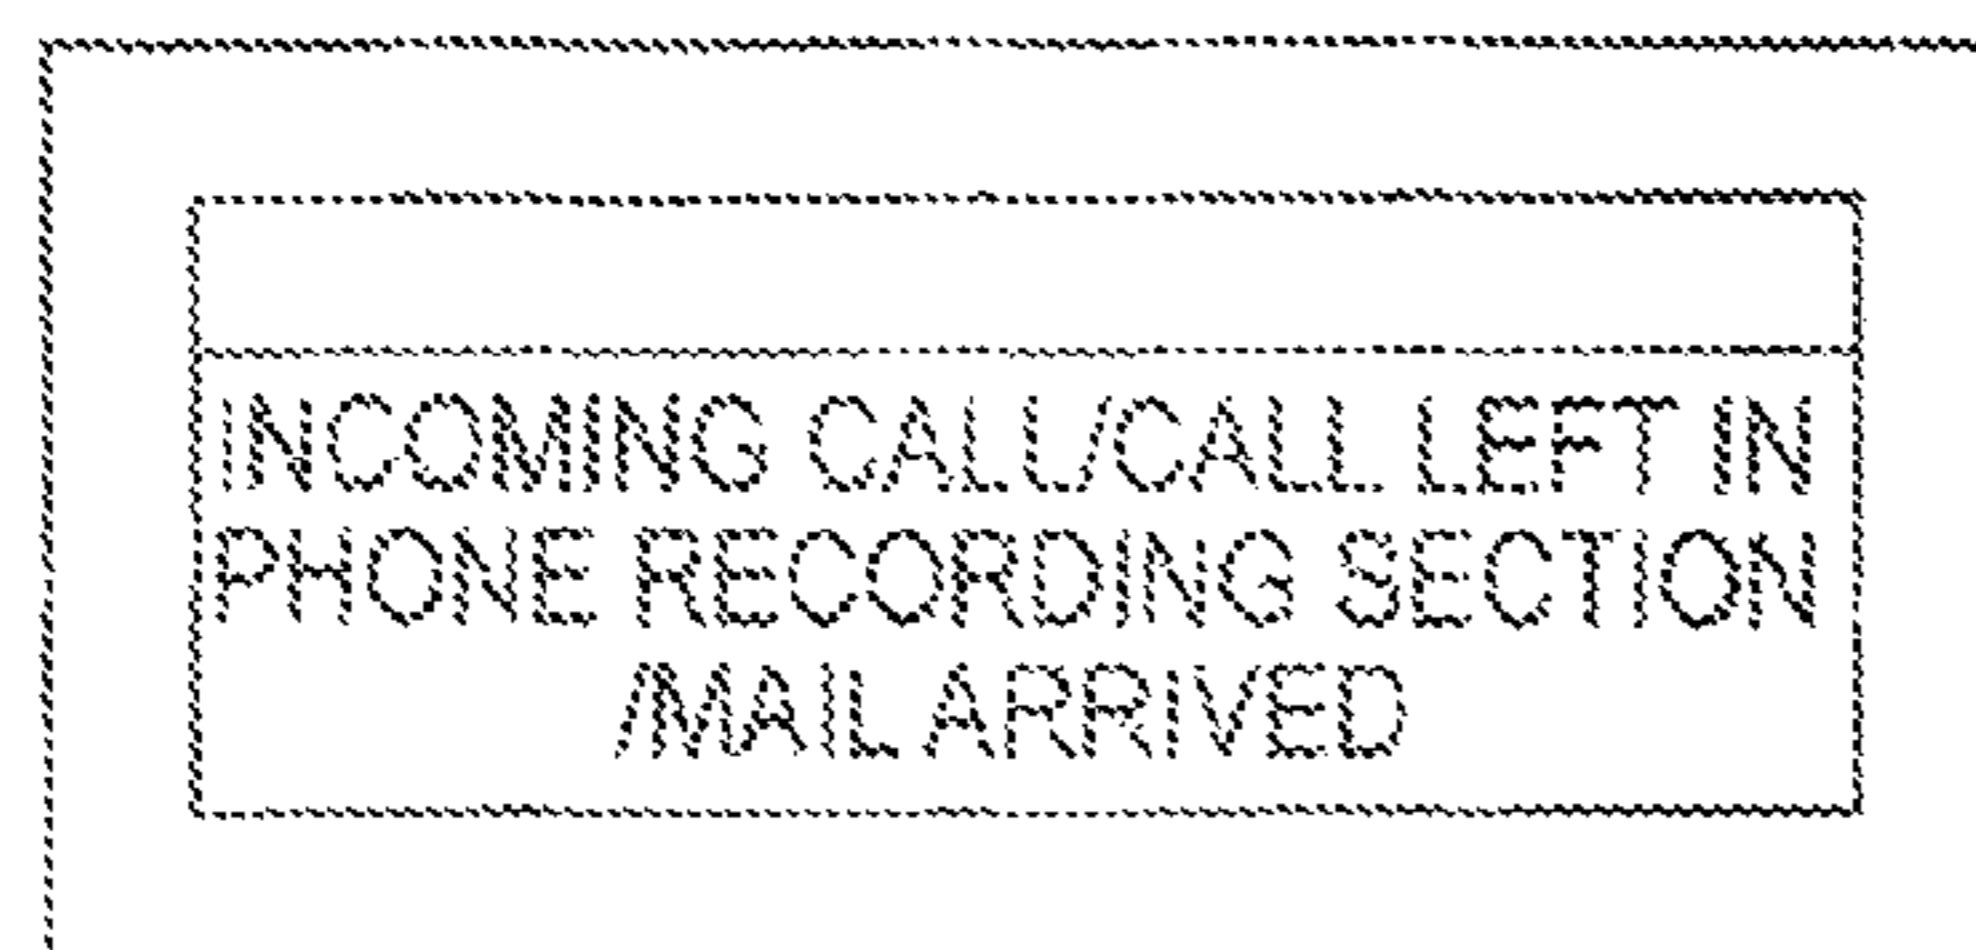 INCOMING CALL/CALL LEFT IN
PHONE RECORDING SECTION
/MAIL ARRIVED